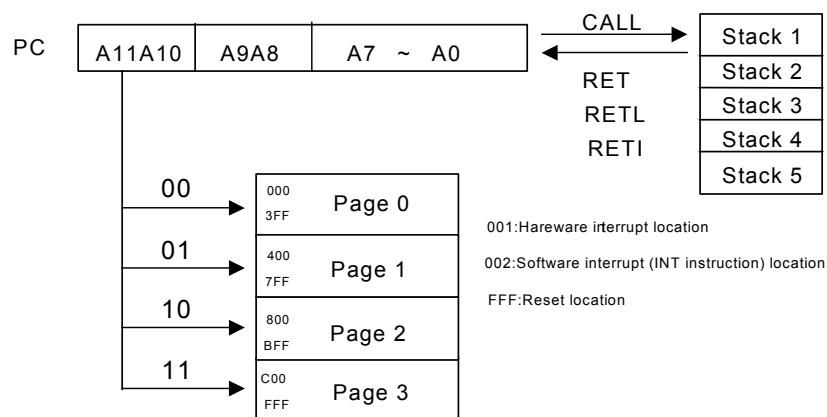 PC
A11A10 A9A8 A7 ~ A0
CALL
RET
RETL
RETI
Stack 1
Stack 2
Stack 3
Stack 4
Stack 5
00
000
3FF
Page 0
01
400
7FF
Page 1
10
800
BFF
Page 2
11
C00
FFF
Page 3
001:Hareware interrupt location
002:Software interrupt (INT instruction) location
FFF:Reset location